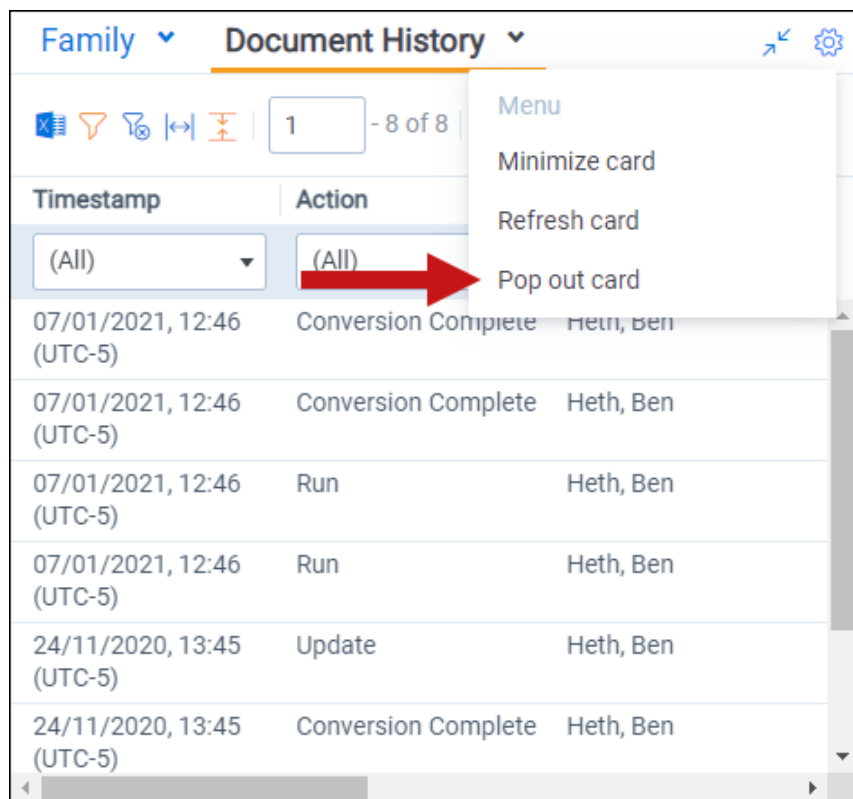 Family Document History
Menu
1 - 8 of 8
Minimize card
Timestamp Action
Refresh card
(All) (All)
Pop out card
07/01/2021, 12:46 Conversion Complete Heth, Ben
(UTC-5)
07/01/2021, 12:46 Conversion Complete Heth, Ben
(UTC-5)
07/01/2021, 12:46 Run Heth, Ben
(UTC-5)
07/01/2021, 12:46 Run Heth, Ben
(UTC-5)
24/11/2020, 13:45 Update Heth, Ben
(UTC-5)
24/11/2020, 13:45 Conversion Complete Heth, Ben
(UTC-5)